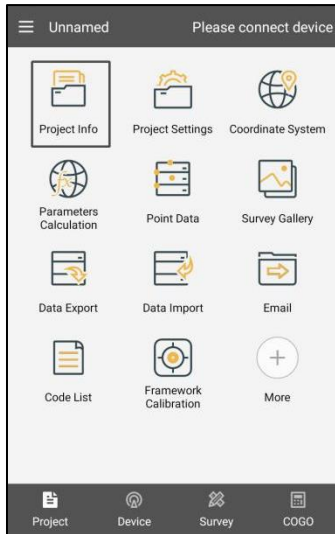 Unnamed
Please connect device
Project Info
Project Settings
Coordinate System
Parameters
Calculation
Point Data
Survey Gallery
Data Export
Data Import
Email
Code List
Framework
Calibration
More
Project
Device
Survey
COGO